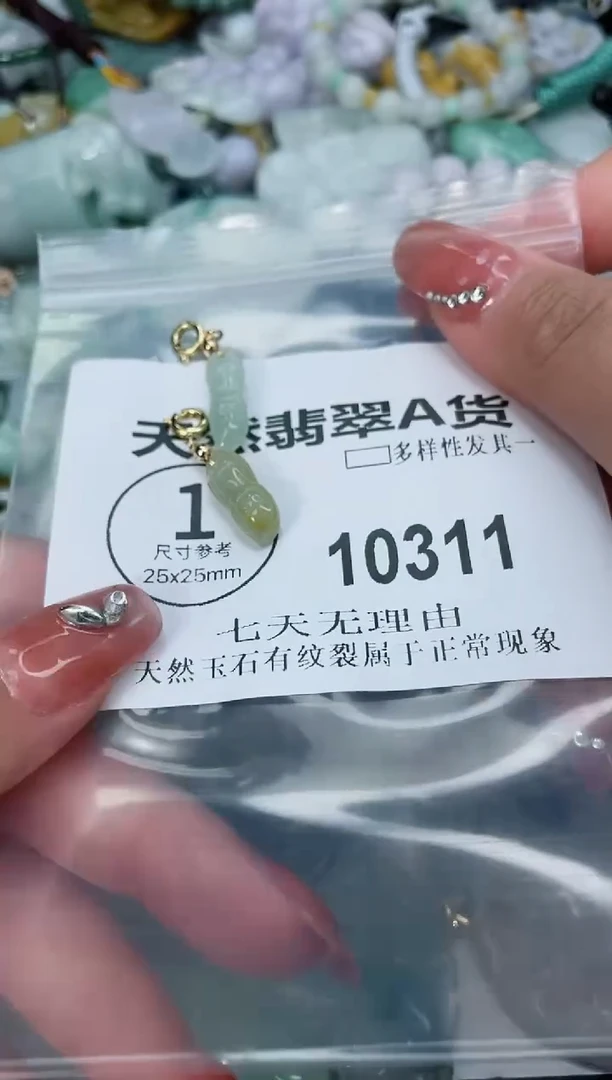 天然翡翠A货
多样性发其一
1
尺寸参考
25x25mm
10311
七天无理由
天然玉石有纹裂属于正常现象